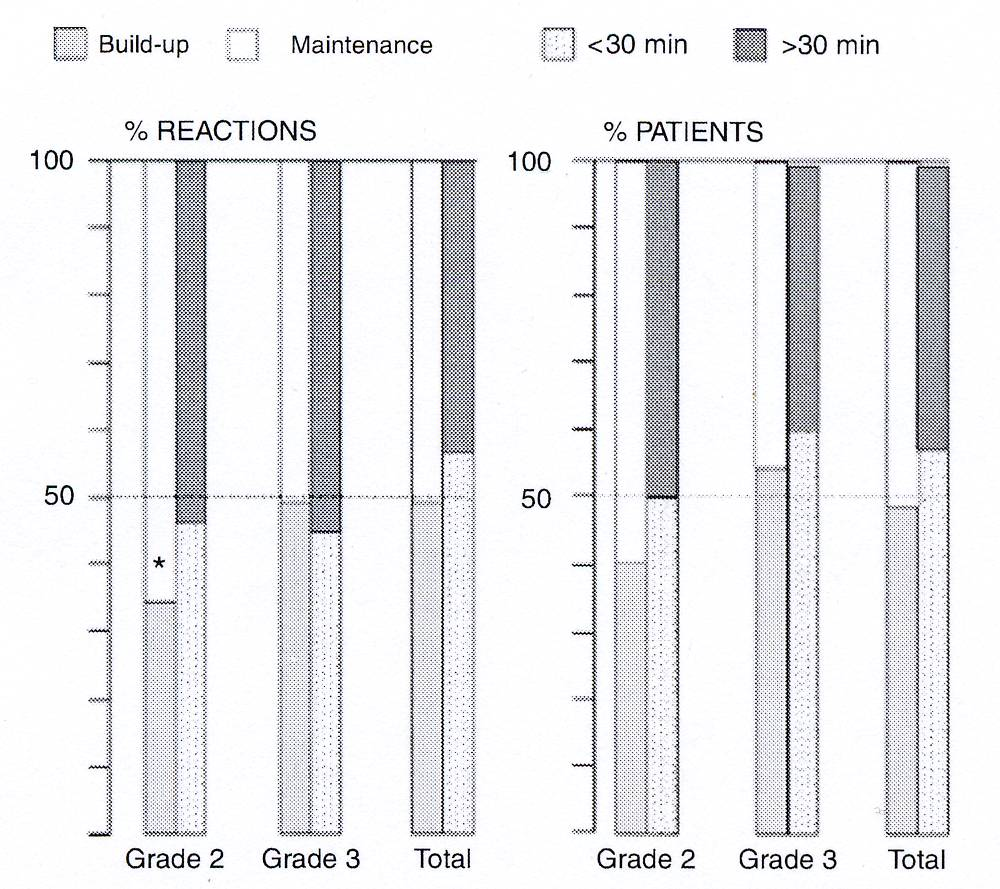 Build-up Maintenance <30 min >30 min
% REACTIONS
100
50
*
Grade 2 Grade 3 Total
% PATIENTS
100
50
Grade 2 Grade 3 Total